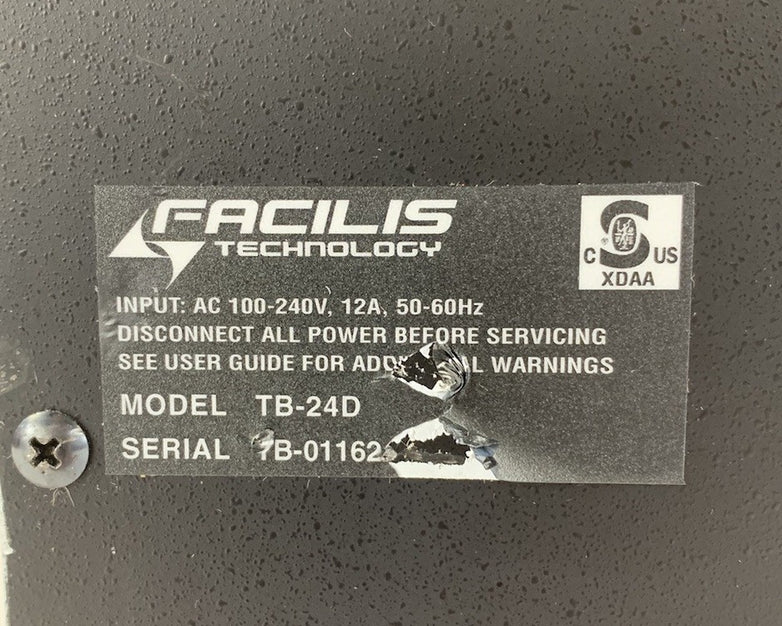 FACILIS
TECHNOLOGY
C S US
XDAA
INPUT: AC 100-240V, 12A, 50-60Hz
DISCONNECT ALL POWER BEFORE SERVICING
SEE USER GUIDE FOR WARNINGS
MODEL TB-24D
SERIAL